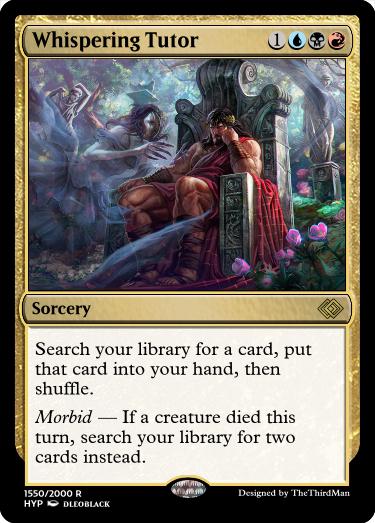 Whispering Tutor 1
Sorcery
Search your library for a card, put
that card into your hand, then
shuffle.
Morbid — If a creature died this
turn, search your library for two
cards instead.
1550/2000 R
HYP DLEOBLACK
Designed by TheThirdMan